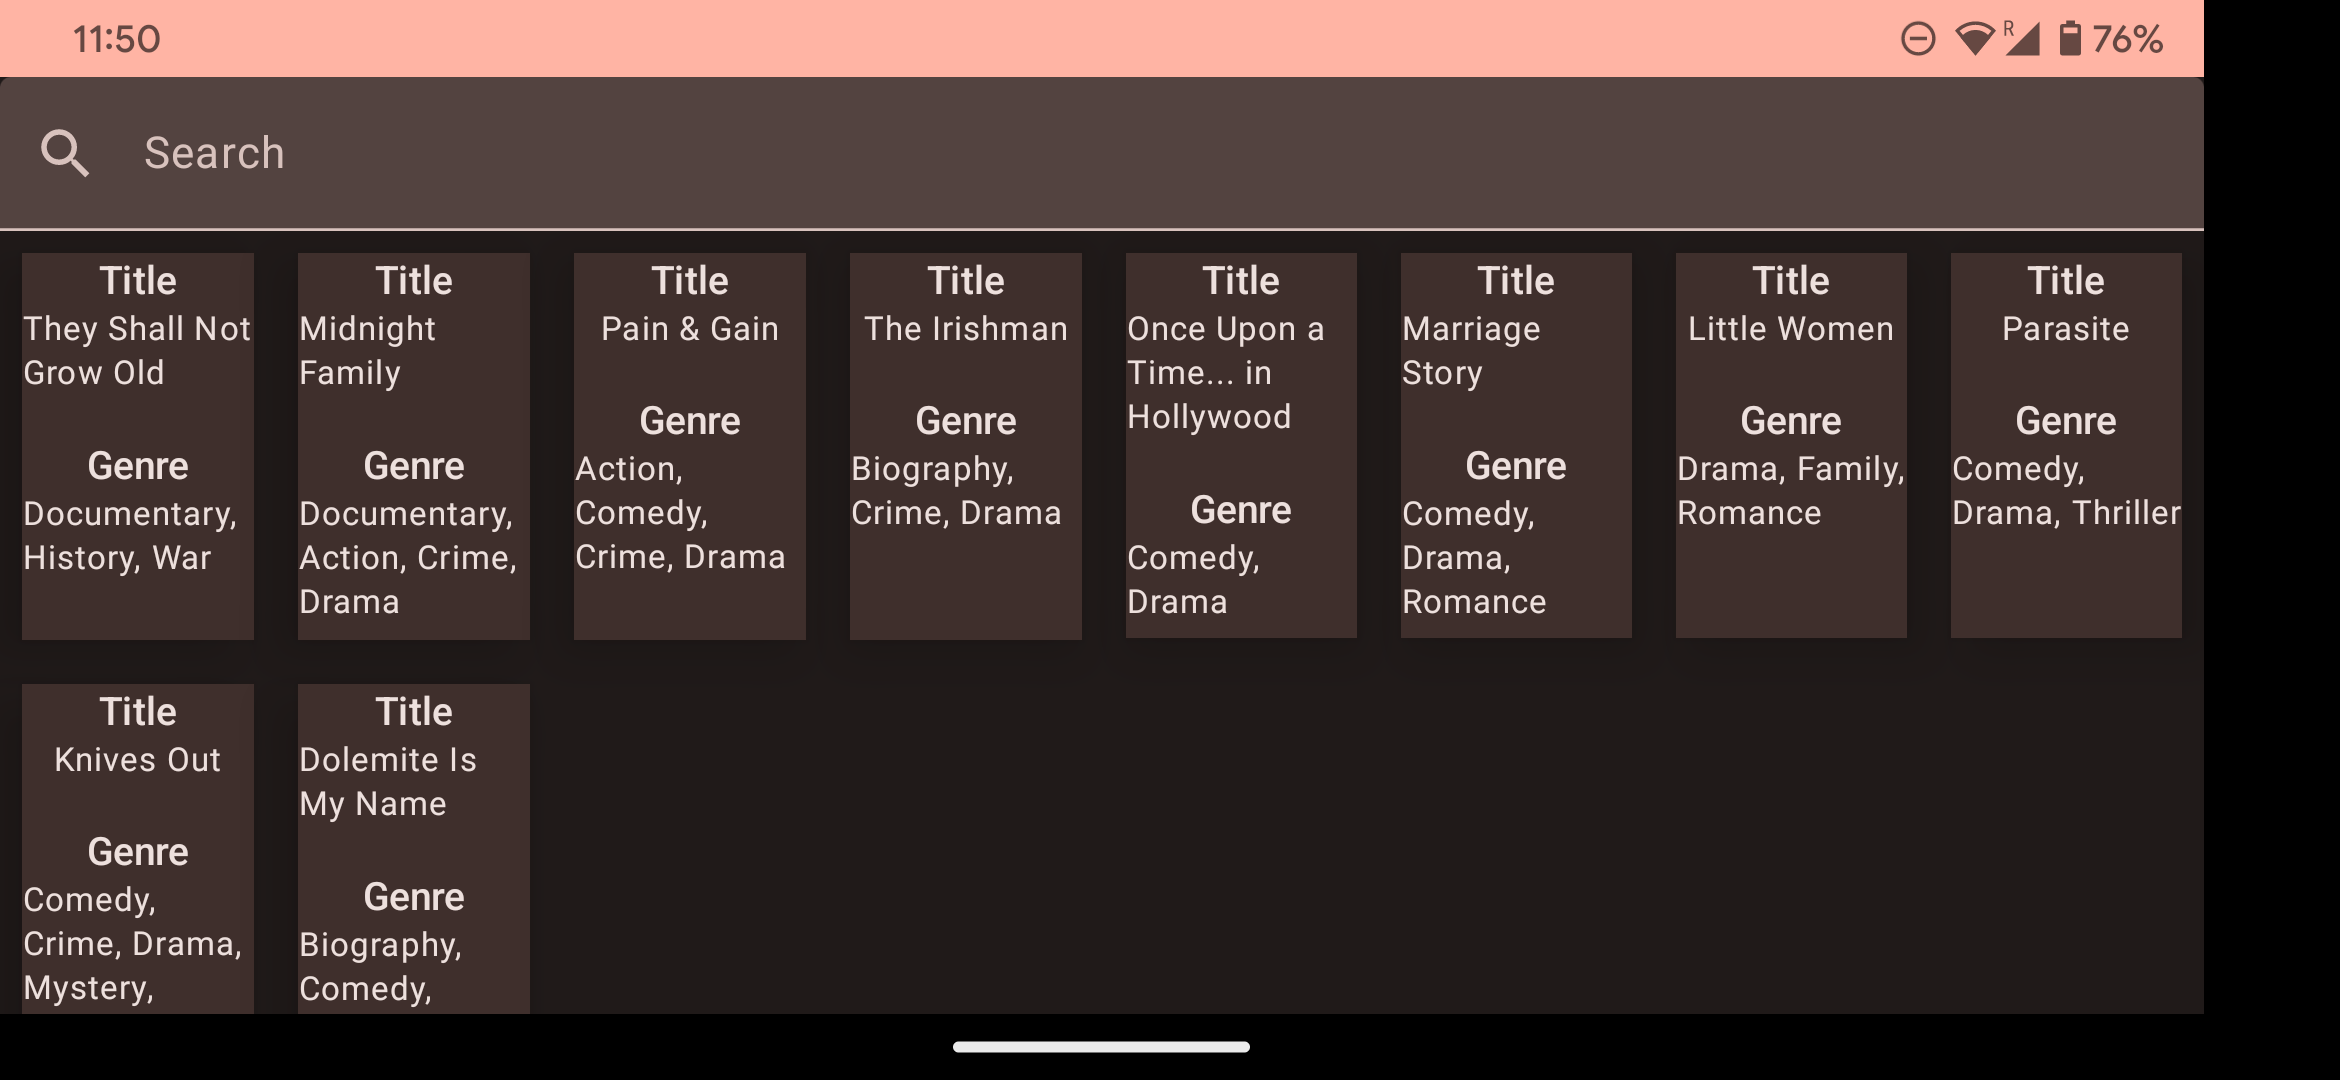 11:50
R
76%
Search
Title
They Shall Not
Grow Old
Genre
Documentary,
History, War
Title
Midnight
Family
Genre
Documentary,
Action, Crime,
Drama
Title
Pain & Gain
Genre
Action,
Comedy,
Crime, Drama
Title
The Irishman
Genre
Biography,
Crime, Drama
Title
Once Upon a
Time... in
Hollywood
Genre
Comedy,
Drama
Title
Marriage
Story
Genre
Comedy,
Drama,
Romance
Title
Little Women
Genre
Drama, Family,
Romance
Title
Parasite
Genre
Comedy,
Drama, Thriller
Title
Knives Out
Genre
Comedy,
Crime, Drama,
Mystery,
Title
Dolemite Is
My Name
Genre
Biography,
Comedy,